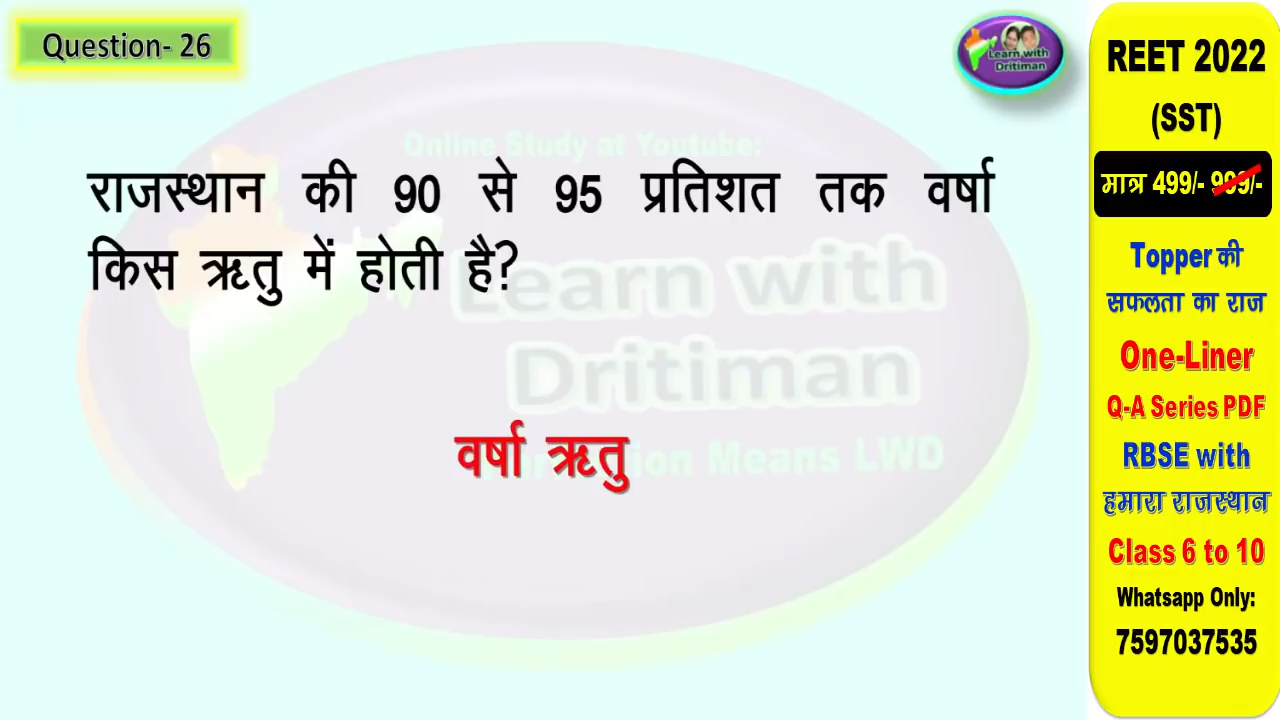 Question- 26
Learn with
Dritiman
Online Study at Youtube:
राजस्थान की 90 से 95 प्रतिशत तक वर्षा
किस ऋतु में होती है?
Learn with
Dritiman
वर्षा ऋतु
Means LWD
REET 2022
(SST)
मात्र 499/- 999/-
Topper की
सफलता का राज
One-Liner
Q-A Series PDF
RBSE with
हमारा राजस्थान
Class 6 to 10
Whatsapp Only:
7597037535